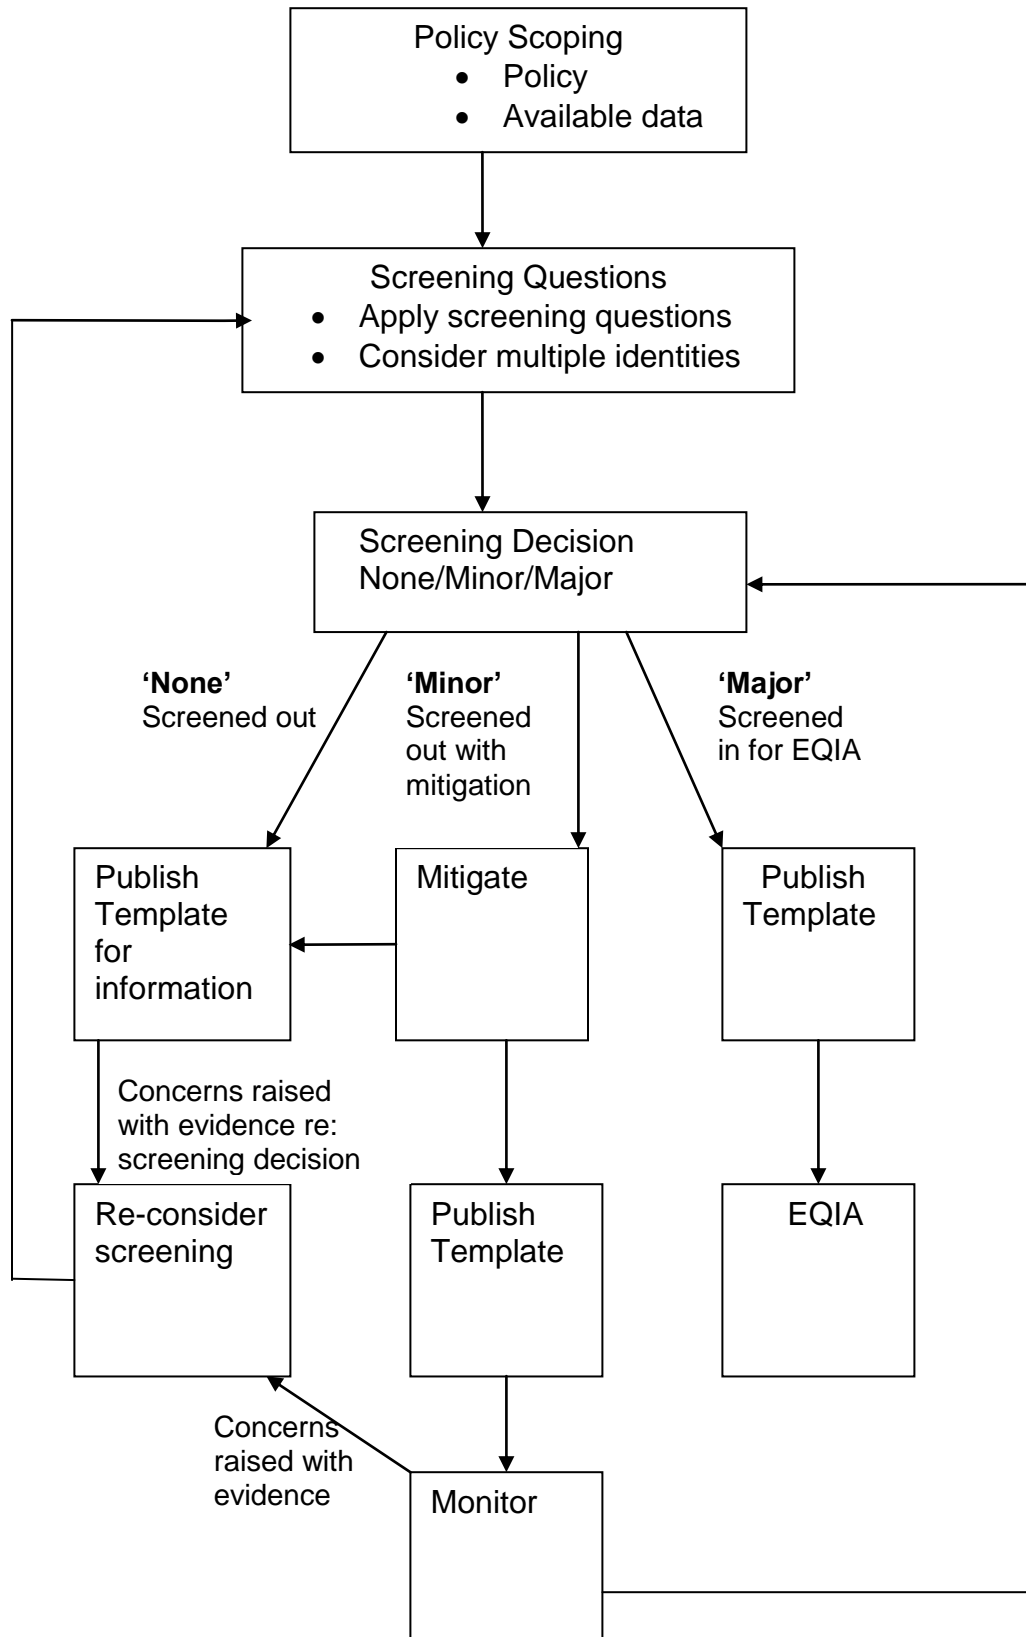 Policy Scoping
• Policy
• Available data
Screening Questions
• Apply screening questions
• Consider multiple identities
Screening Decision
None/Minor/Major
‘None’
Screened out
‘Minor’
Screened
out with
mitigation
‘Major’
Screened
in for EQIA
Publish
Template
for
information
Mitigate
Publish
Template
Concerns raised
with evidence re:
screening decision
Re-consider
screening
Publish
Template
EQIA
Concerns
raised with
evidence
Monitor